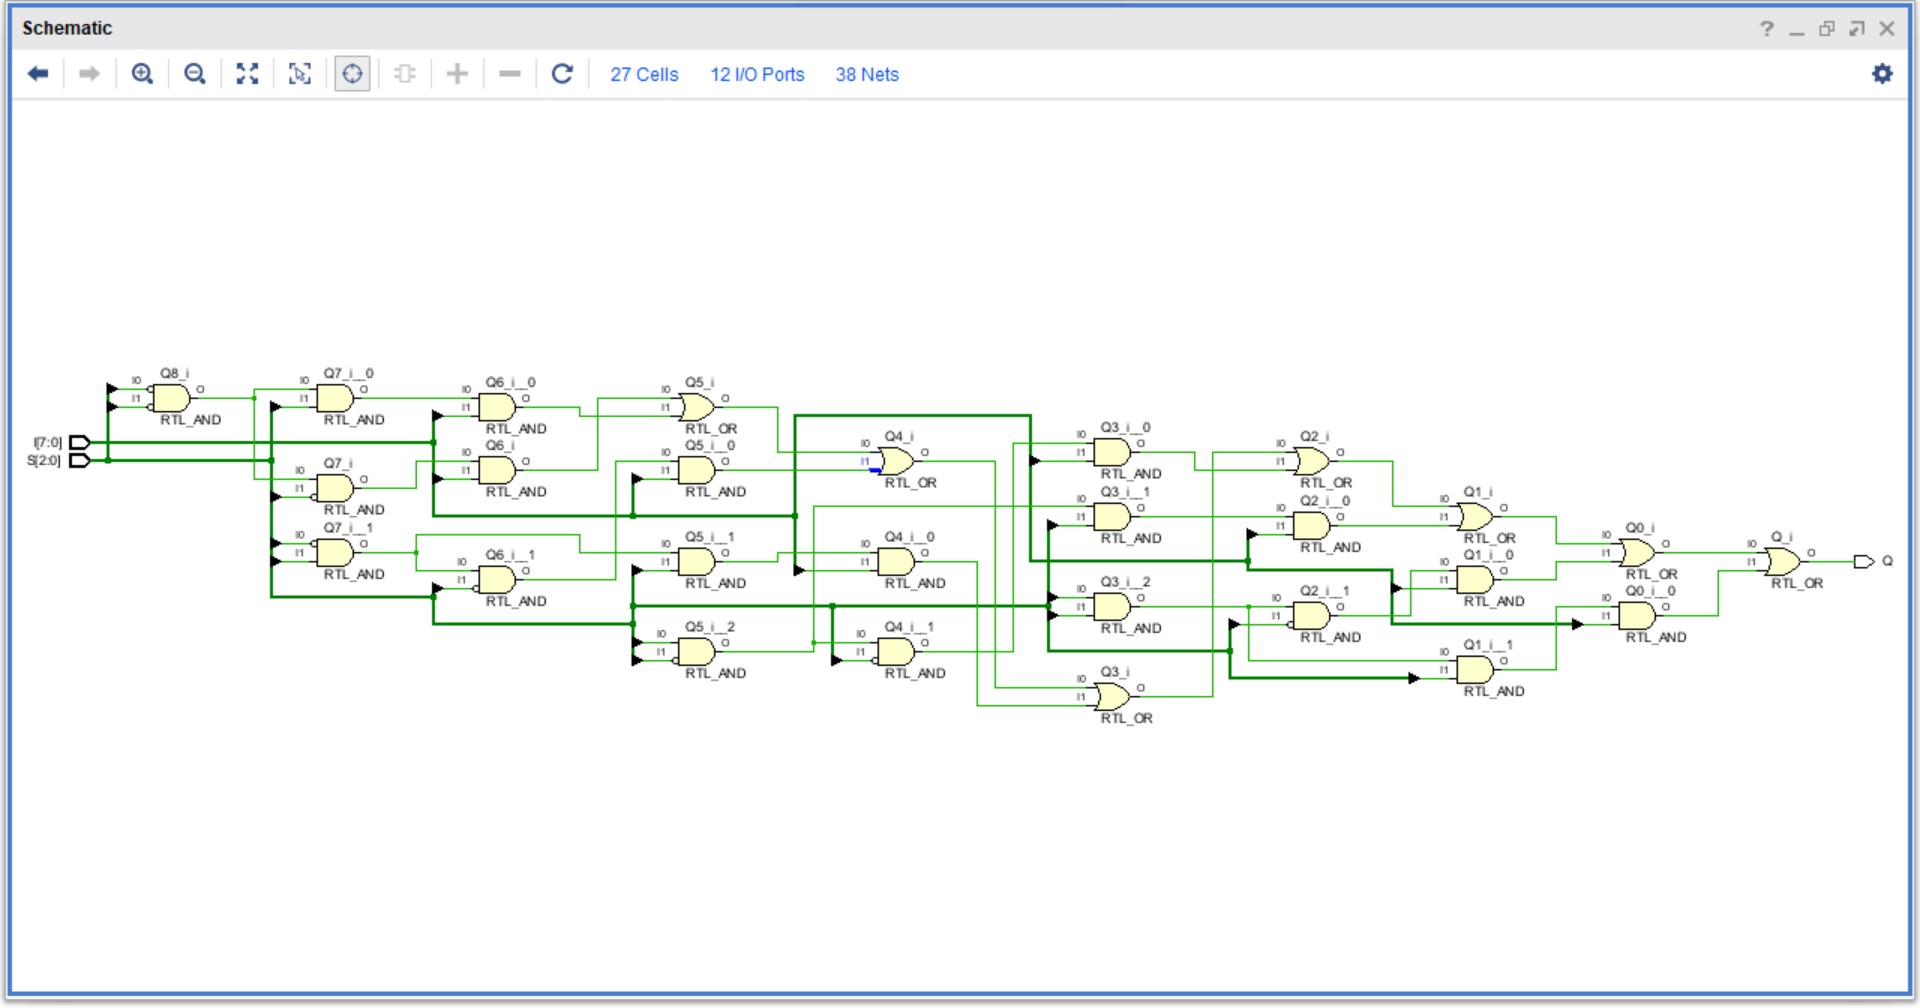 Schematic
?
27 Cells 12 I/O Ports 38 Nets
I[7:0]
S[2:0]
Q8_i
I0
I1
O
RTL_AND
Q7_i__0
I0
I1
O
RTL_AND
Q7_i
I0
I1
O
RTL_AND
Q7_i__1
I0
I1
O
RTL_AND
Q6_i__0
I0
I1
O
RTL_AND
Q6_i
I0
I1
O
RTL_AND
Q6_i__1
I0
I1
O
RTL_AND
Q5_i
I0
I1
O
RTL_OR
Q5_i__0
I0
I1
O
RTL_AND
Q5_i__1
I0
I1
O
RTL_AND
Q5_i__2
I0
I1
O
RTL_AND
Q4_i
I0
I1
O
RTL_OR
Q4_i__0
I0
I1
O
RTL_AND
Q4_i__1
I0
I1
O
RTL_AND
Q3_i__0
I0
I1
O
RTL_AND
Q3_i__1
I0
I1
O
RTL_AND
Q3_i__2
I0
I1
O
RTL_AND
Q3_i
I0
I1
O
RTL_OR
Q2_i
I0
I1
O
RTL_OR
Q2_i__0
I0
I1
O
RTL_AND
Q2_i__1
I0
I1
O
RTL_AND
Q1_i
I0
I1
O
RTL_OR
Q1_i__0
I0
I1
O
RTL_AND
Q1_i__1
I0
I1
O
RTL_AND
Q0_i
I0
I1
O
RTL_OR
Q0_i__0
I0
I1
O
RTL_AND
Q_i
I0
I1
O
RTL_OR
Q